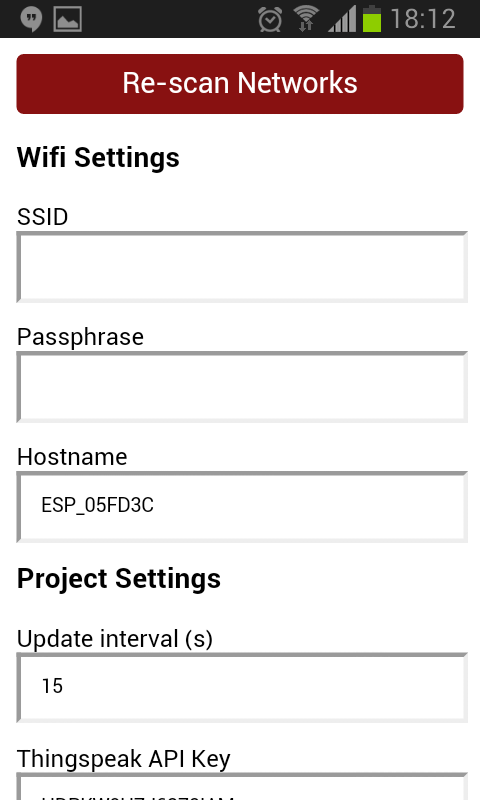 18:12
Re-scan Networks
Wifi Settings
SSID
Passphrase
Hostname
ESP_05FD3C
Project Settings
Update interval (s)
15
Thingspeak API Key